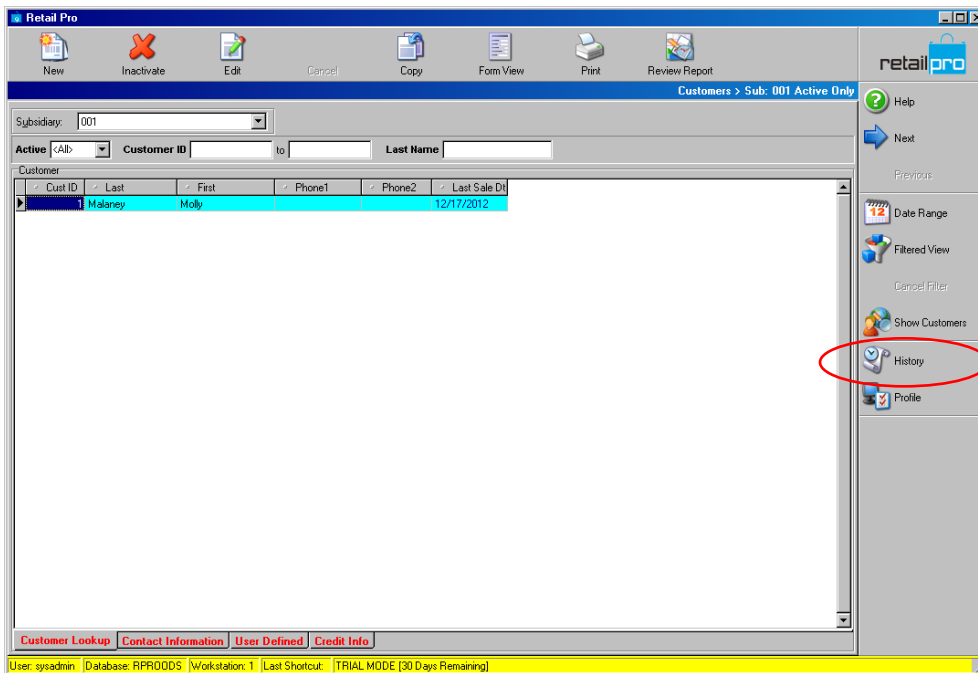 Retail Pro
New Inactivate Edit Cancel Copy Form View Print Review Report
retail pro
Customers > Sub: 001 Active Only
Help
Subsidiary: 001
Next
Active <All> Customer ID to Last Name
Previous
Customer
Cust ID Last First Phone1 Phone2 Last Sale Dt
1 Malaney Molly 12/17/2012
12 Date Range
Filtered View
Cancel Filter
Show Customers
History
Profile
Customer Lookup Contact Information User Defined Credit Info
User: sysadmin Database: RPROODS Workstation: 1 Last Shortcut: TRIAL MODE [30 Days Remaining]